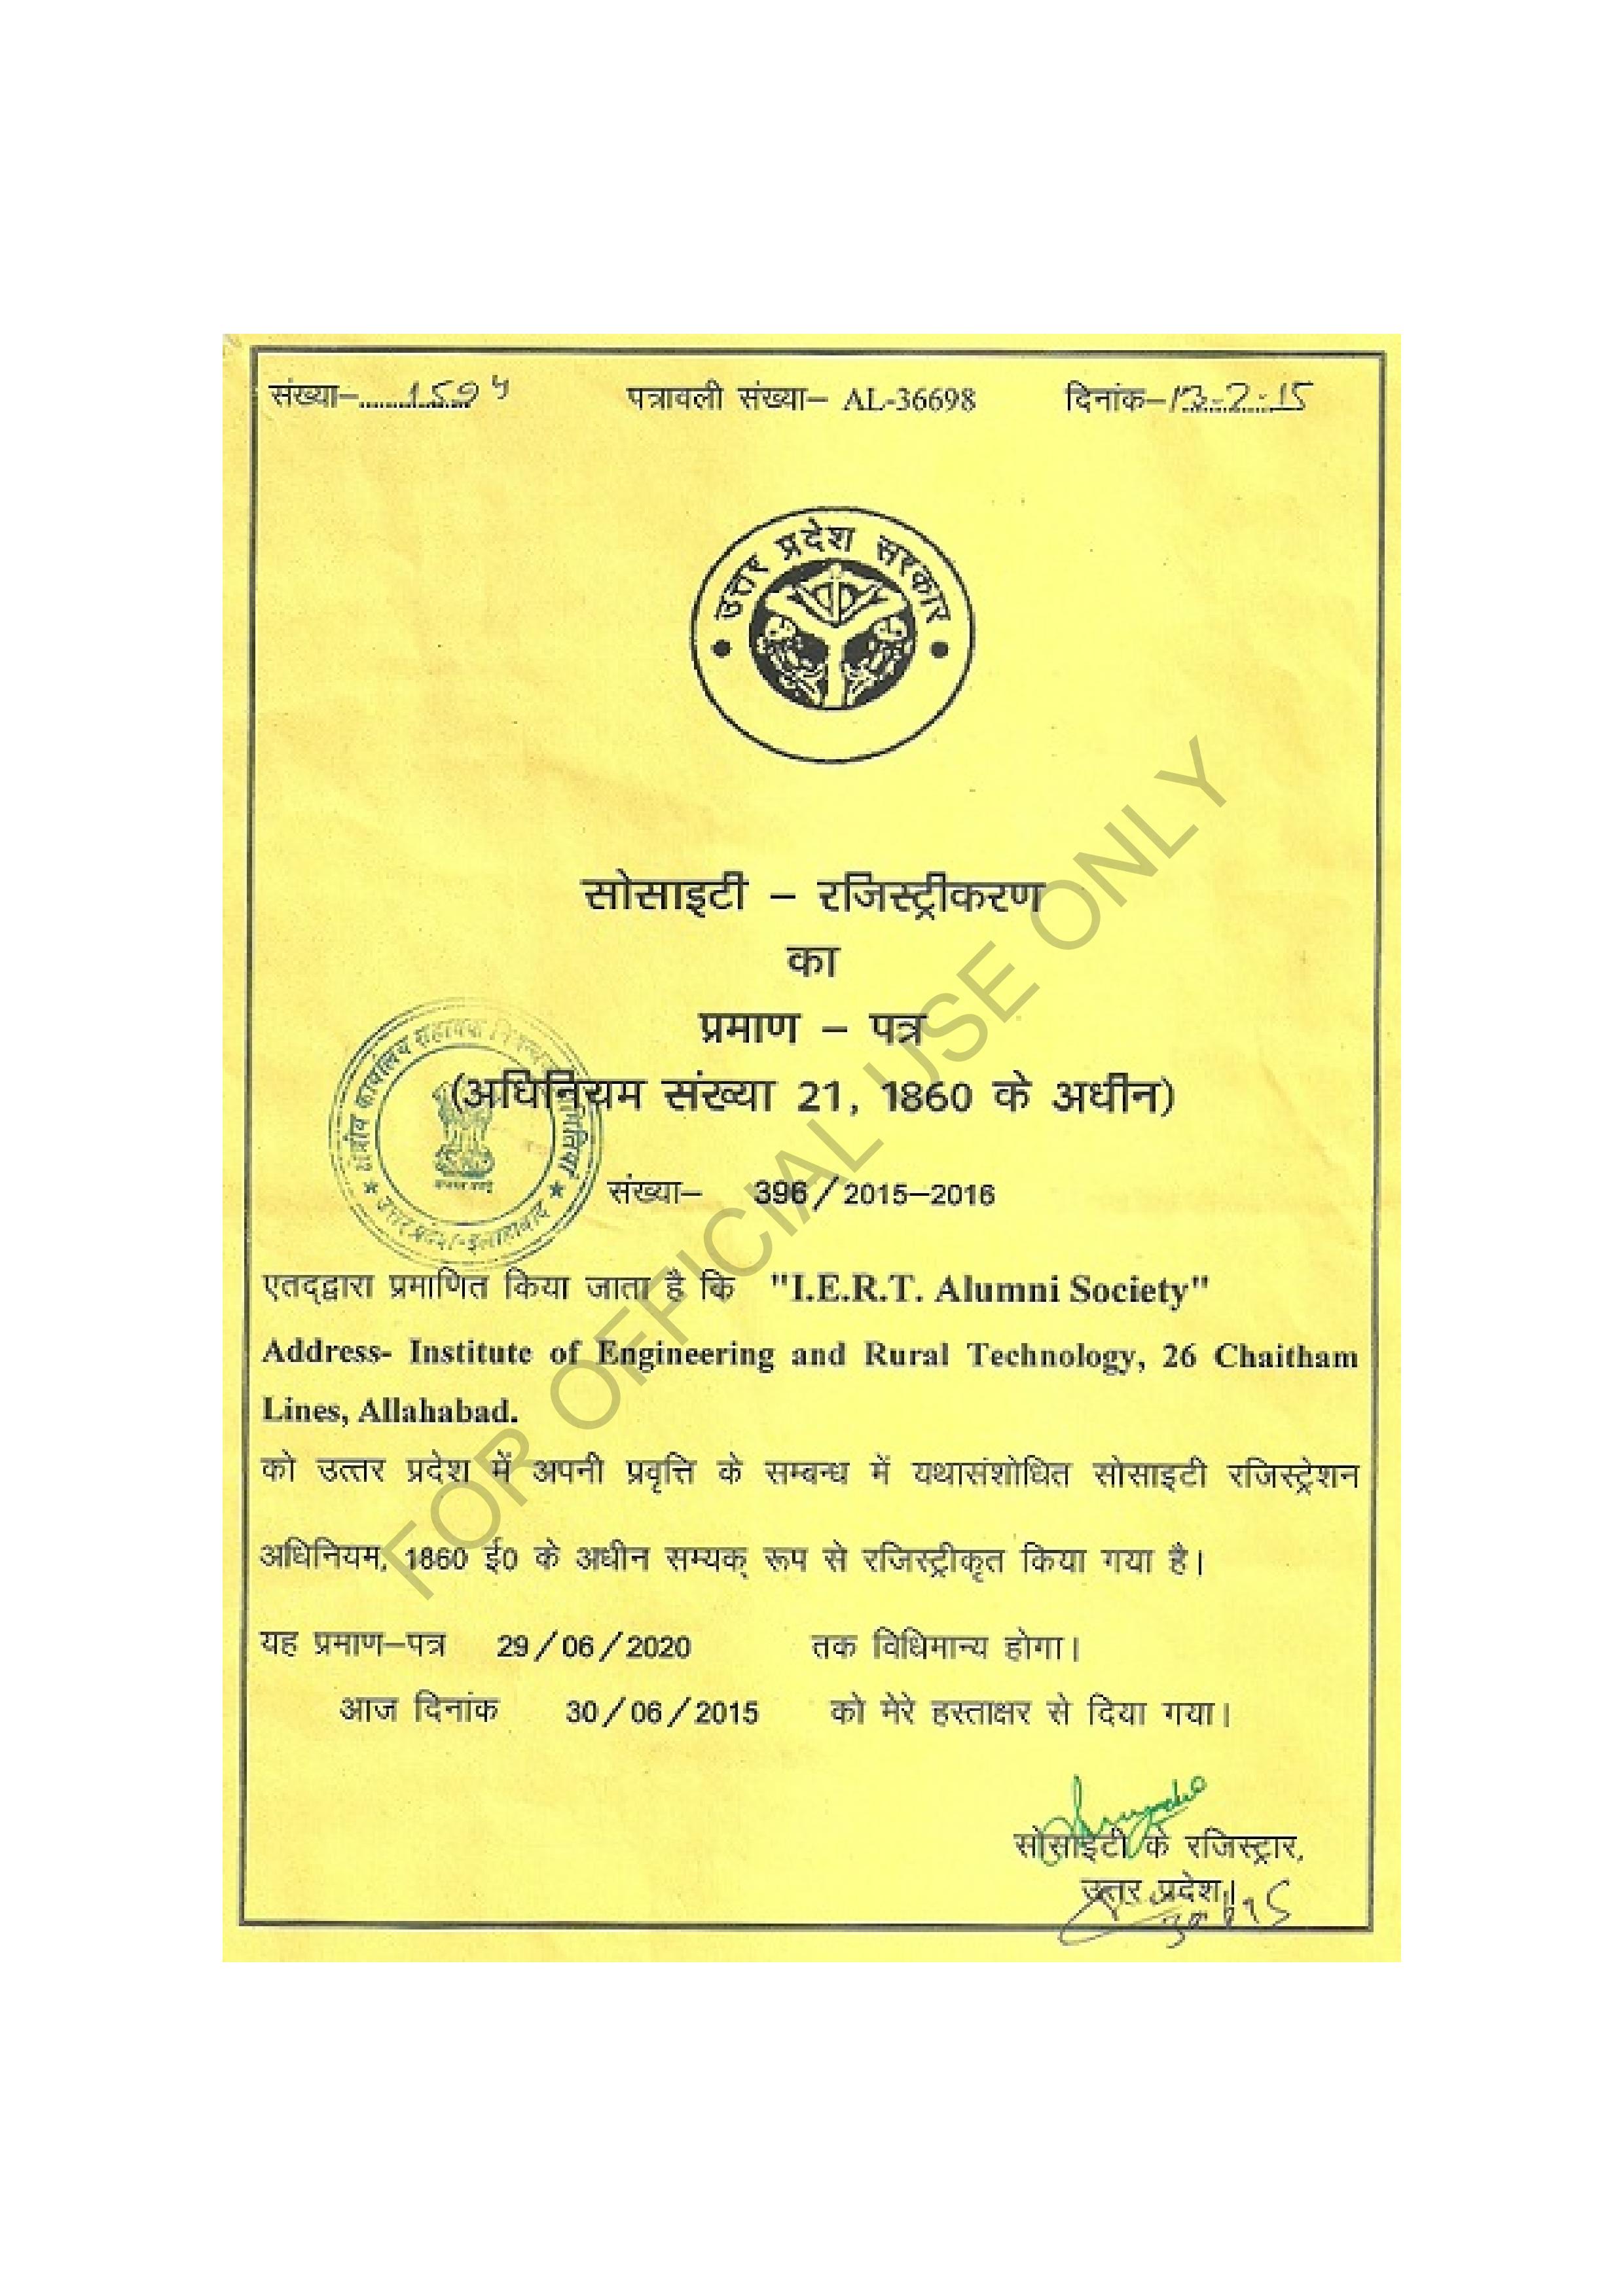 संख्या–
पत्रावली संख्या– AL-36698
दिनांक–13-2-15
उत्तर प्रदेश सरकार
सोसाइटी – रजिस्ट्रीकरण
का
प्रमाण – पत्र
(अधिनियम संख्या 21, 1860 के अधीन)
उत्तर प्रदेश-इलाहाबाद
संख्या– 396/2015–2016
एतद्द्वारा प्रमाणित किया जाता है कि "I.E.R.T. Alumni Society"
Address- Institute of Engineering and Rural Technology, 26 Chaitham
Lines, Allahabad.
को उत्तर प्रदेश में अपनी प्रवृत्ति के सम्बन्ध में यथासंशोधित सोसाइटी रजिस्ट्रेशन
अधिनियम, 1860 ई0 के अधीन सम्यक् रूप से रजिस्ट्रीकृत किया गया है।
यह प्रमाण–पत्र 29/06/2020 तक विधिमान्य होगा।
आज दिनांक 30/06/2015 को मेरे हस्ताक्षर से दिया गया।
सोसाइटी के रजिस्ट्रार,
उत्तर प्रदेश।
FOR OFFICIAL USE ONLY